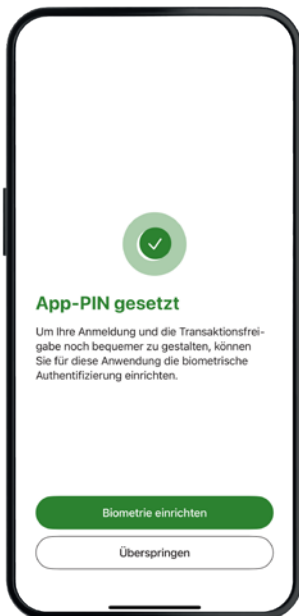 App-PIN gesetzt
Um Ihre Anmeldung und die Transaktionsfrei-
gabe noch bequemer zu gestalten, können
Sie für diese Anwendung die biometrische
Authentifizierung einrichten.
Biometrie einrichten
Überspringen